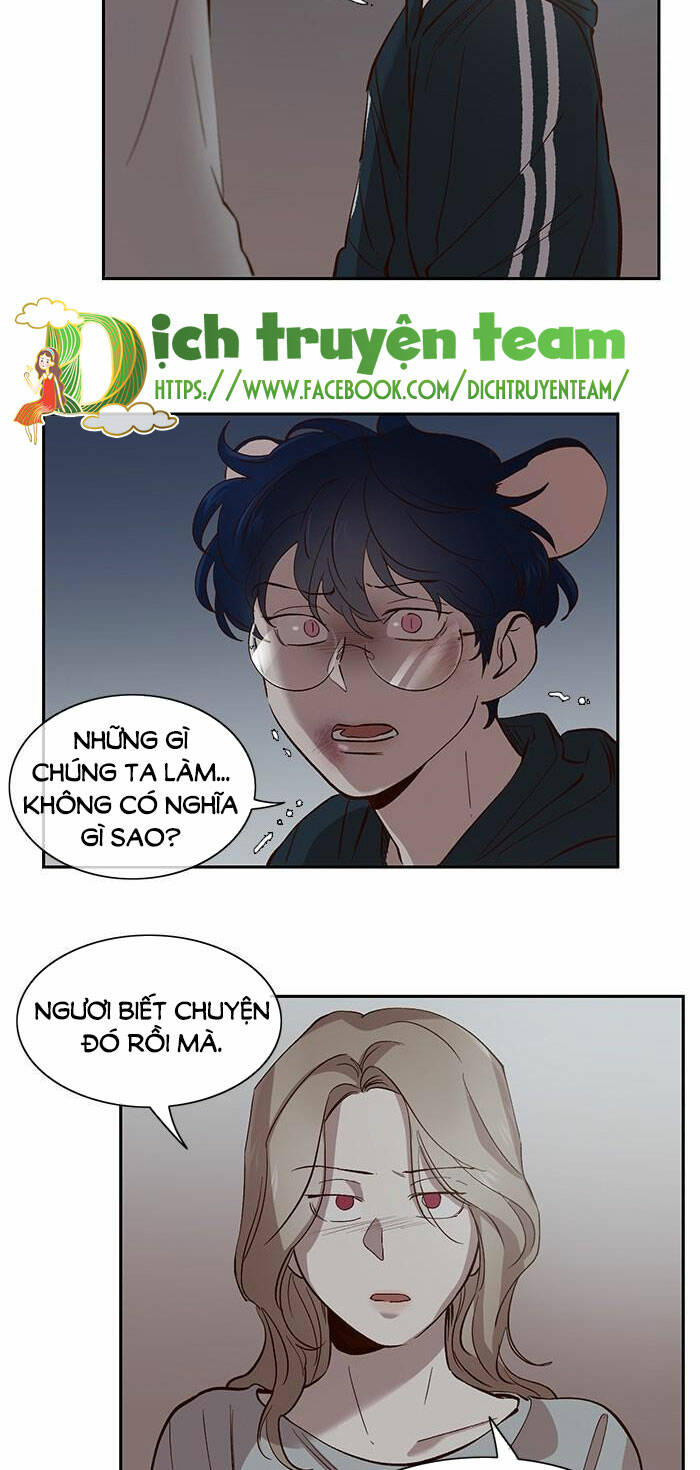 Dịch truyện team
HTTPS://WWW.FACEBOOK.COM/DICHTRUYENTEAM/
NHỮNG GÌ
CHÚNG TA LÀM...
KHÔNG CÓ NGHĨA
GÌ SAO?
NGƯƠI BIẾT CHUYỆN
ĐÓ RỒI MÀ.